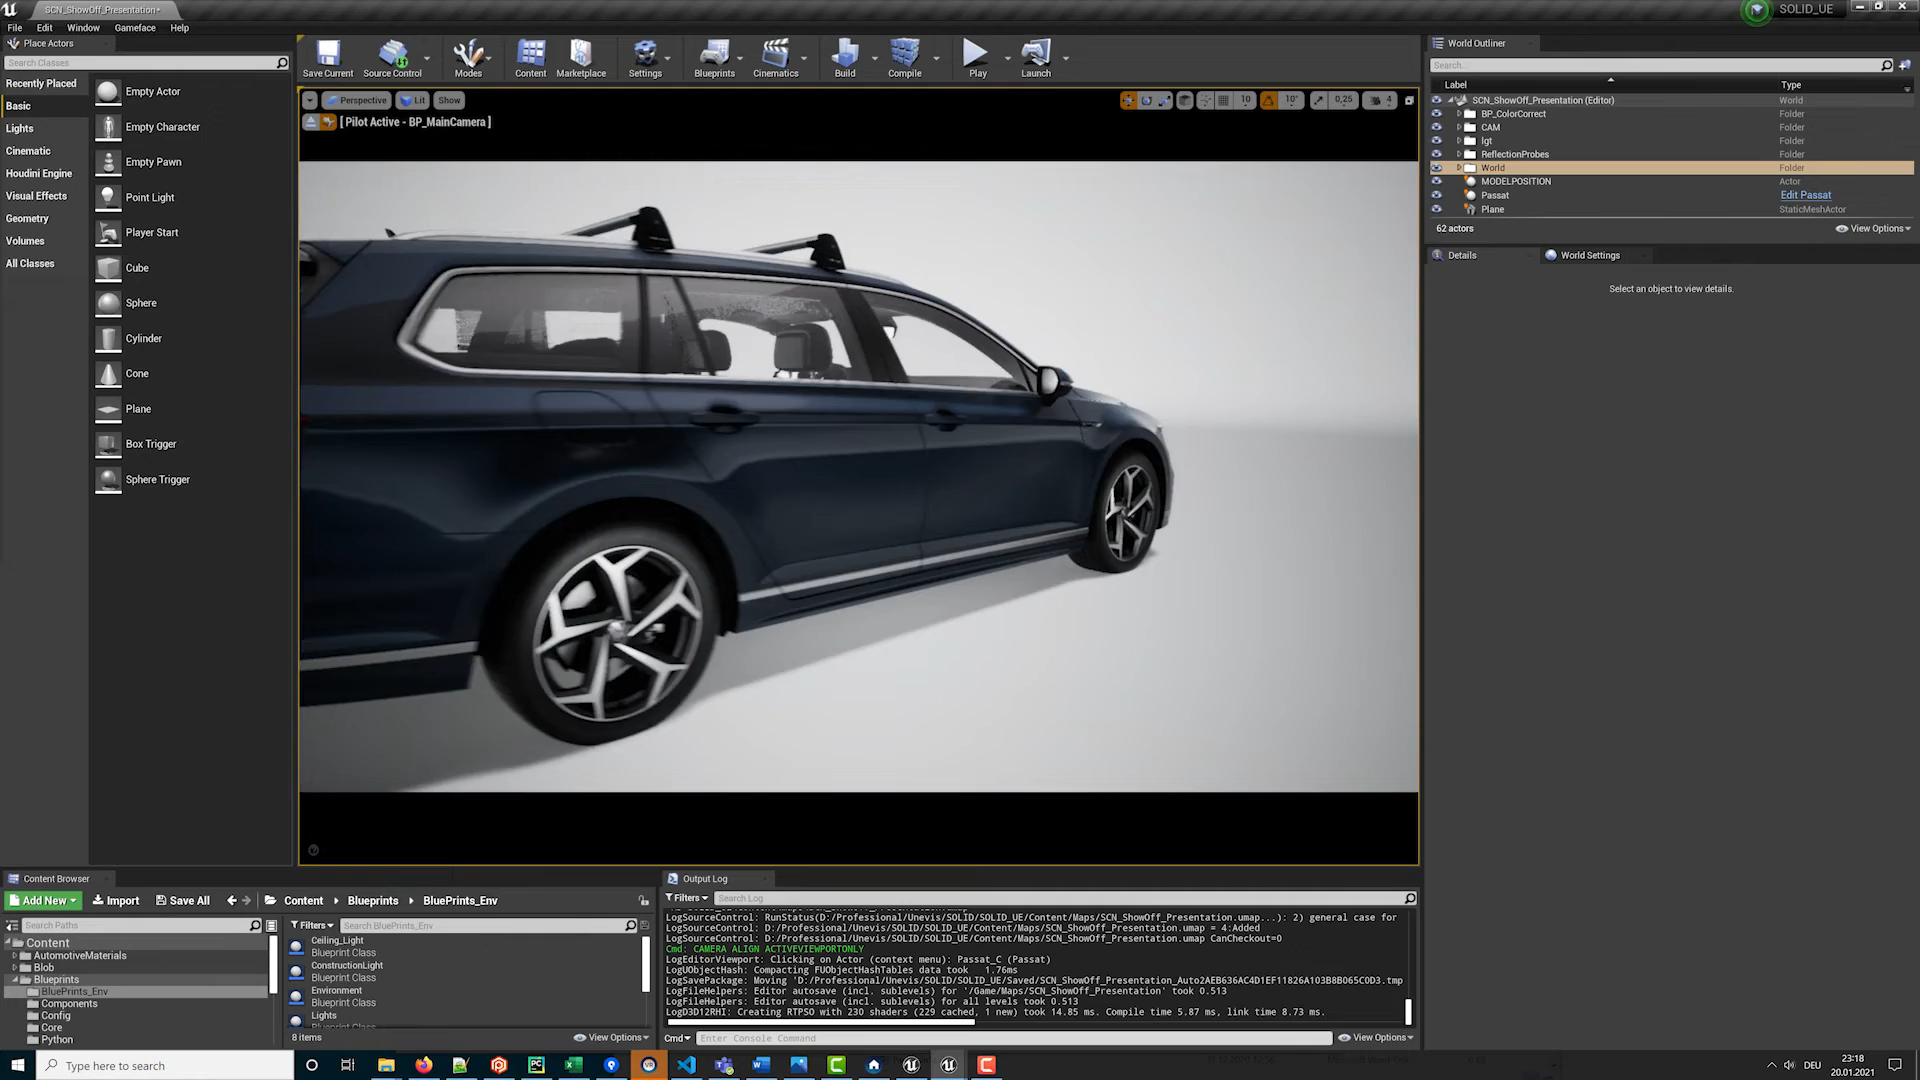 SCN_ShowOff_Presentation*
SOLID_UE
File Edit Window Gameface Help
Place Actors
Search Classes
Recently Placed
Basic
Lights
Cinematic
Houdini Engine
Visual Effects
Geometry
Volumes
All Classes
Empty Actor
Empty Character
Empty Pawn
Point Light
Player Start
Cube
Sphere
Cylinder
Cone
Plane
Box Trigger
Sphere Trigger
Save Current Source Control Modes Content Marketplace Settings Blueprints Cinematics Build Compile Play Launch
Perspective Lit Show
10 10° 0,25 4
[ Pilot Active - BP_MainCamera ]
World Outliner
Search...
Label Type
SCN_ShowOff_Presentation (Editor) World
BP_ColorCorrect Folder
CAM Folder
lgt Folder
ReflectionProbes Folder
World Folder
MODELPOSITION Actor
Passat Edit Passat
Plane StaticMeshActor
62 actors View Options
Details World Settings
Select an object to view details.
Content Browser
Add New Import Save All Content Blueprints BluePrints_Env
Search Paths
Content
AutomotiveMaterials
Blob
Blueprints
BluePrints_Env
Components
Config
Core
Python
Filters Search BluePrints_Env
Ceiling_Light
Blueprint Class
ConstructionLight
Blueprint Class
Environment
Blueprint Class
Lights
Blueprint Class
8 items View Options
Output Log
Filters Search Log
LogSourceControl: RunStatus(D:/Professional/Unevis/SOLID/SOLID_UE/Content/Maps/SCN_ShowOff_Presentation.umap...): 2) general case for
LogSourceControl: D:/Professional/Unevis/SOLID/SOLID_UE/Content/Maps/SCN_ShowOff_Presentation.umap = 4:Added
LogSourceControl: D:/Professional/Unevis/SOLID/SOLID_UE/Content/Maps/SCN_ShowOff_Presentation.umap CanCheckout=0
Cmd: CAMERA ALIGN ACTIVEVIEWPORTONLY
LogEditorViewport: Clicking on Actor (context menu): Passat_C (Passat)
LogUObjectHash: Compacting FUObjectHashTables data took 1.76ms
LogSavePackage: Moving 'D:/Professional/Unevis/SOLID/SOLID_UE/Saved/SCN_ShowOff_Presentation_Auto2AEB636AC4D1EF11826A103B8B065C0D3.tmp
LogFileHelpers: Editor autosave (incl. sublevels) for '/Game/Maps/SCN_ShowOff_Presentation' took 0.513
LogFileHelpers: Editor autosave (incl. sublevels) for all levels took 0.513
LogD3D12RHI: Creating RTPSO with 230 shaders (229 cached, 1 new) took 14.85 ms. Compile time 5.87 ms, link time 8.73 ms.
Cmd Enter Console Command View Options
Type here to search
DEU
23:18
20.01.2021